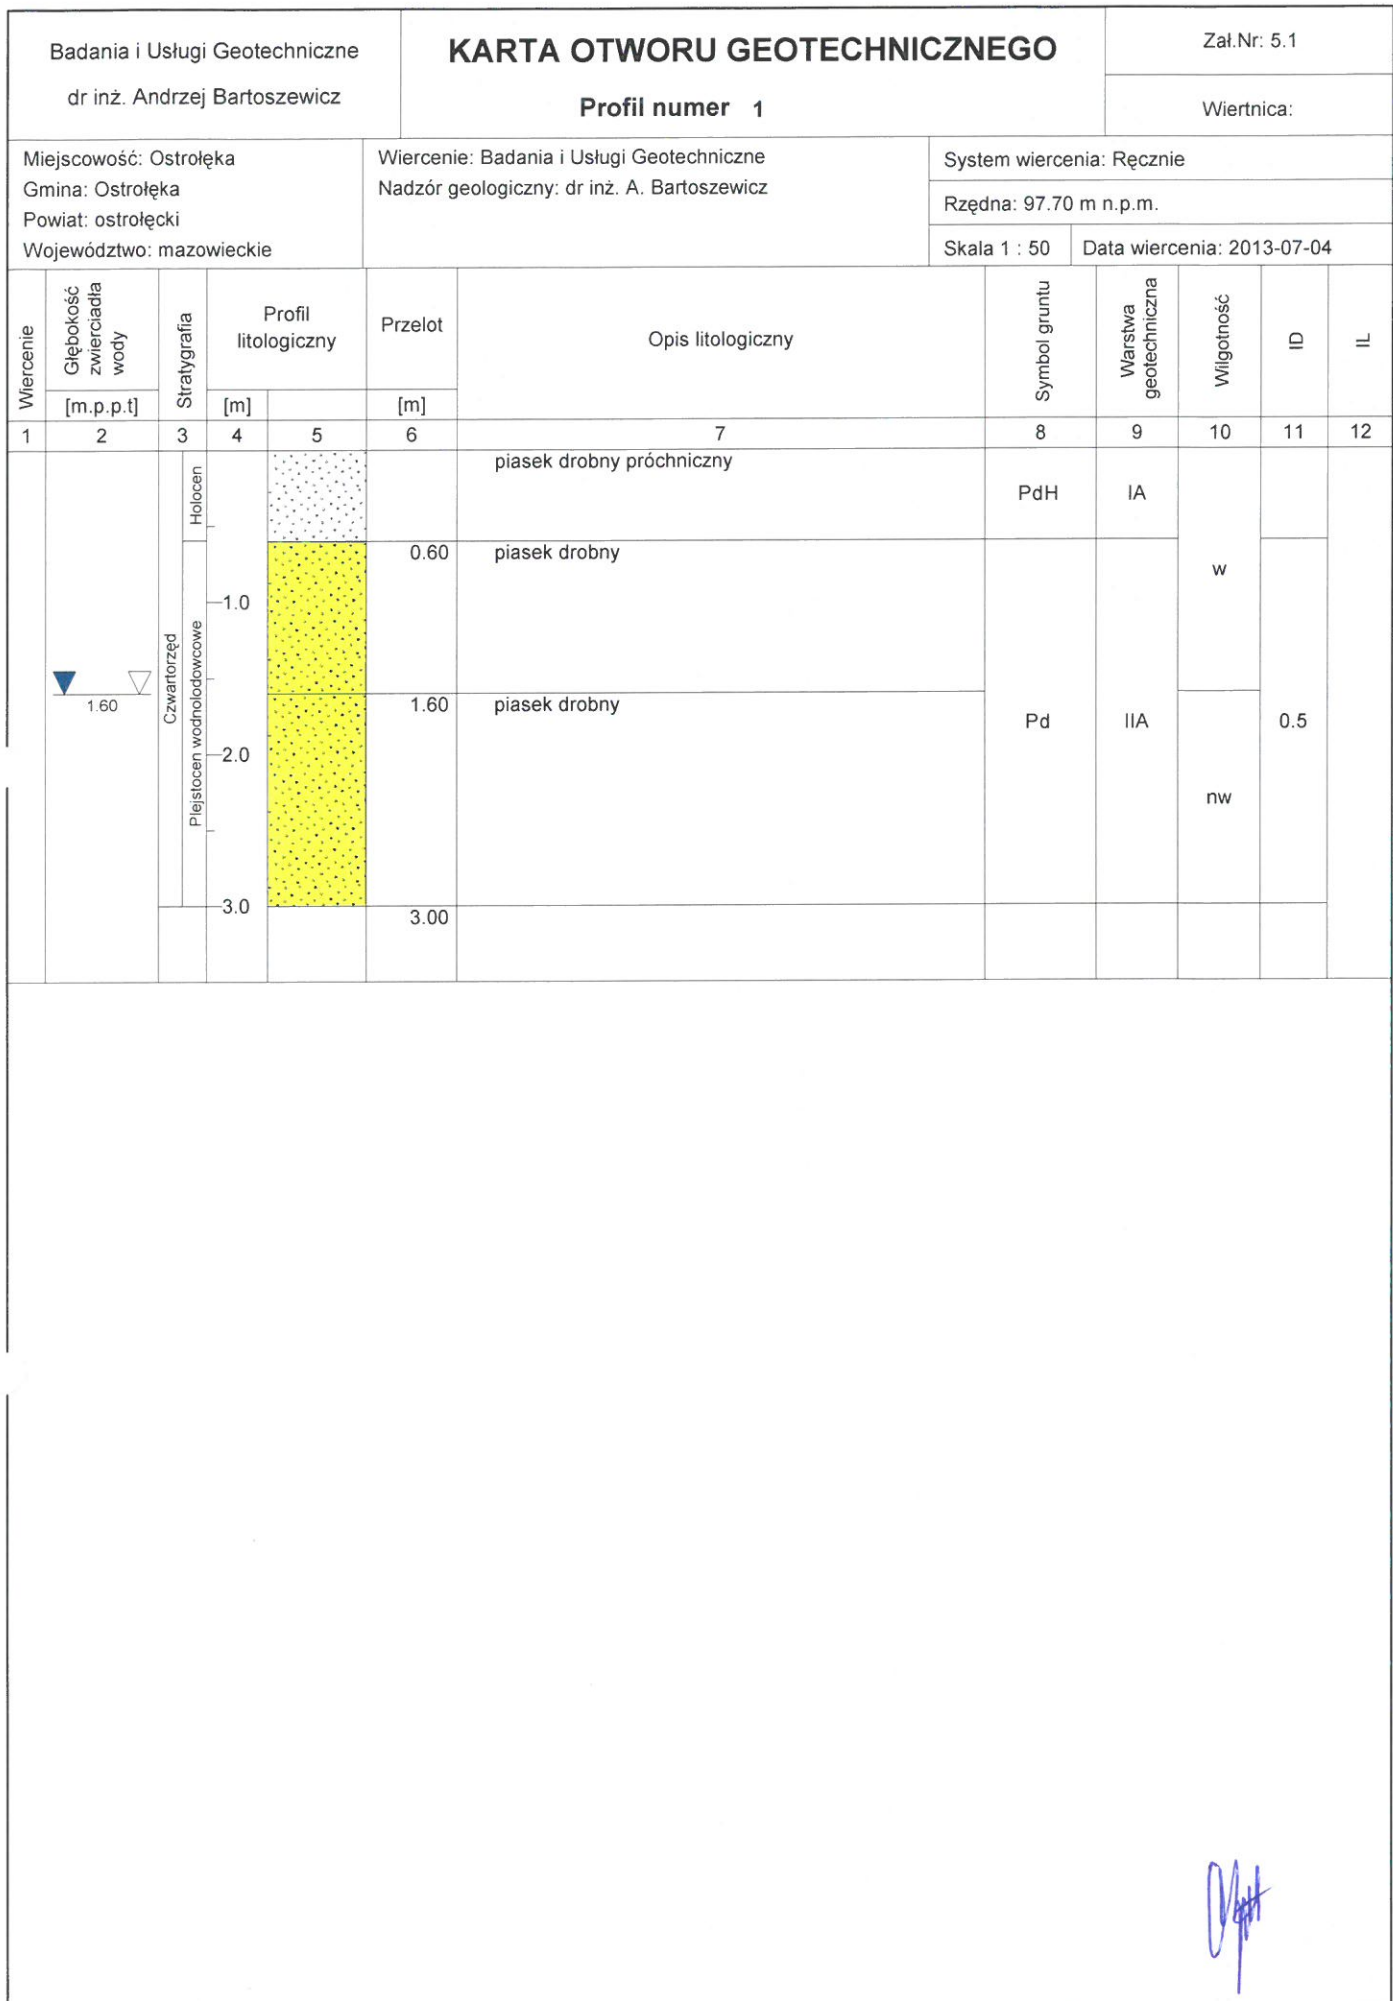 Badania i Usługi Geotechniczne
dr inż. Andrzej Bartoszewicz
KARTA OTWORU GEOTECHNICZNEGO
Profil numer 1
Zał.Nr: 5.1
Wiertnica:
Miejscowość: Ostrołęka
Gmina: Ostrołęka
Powiat: ostrołęcki
Województwo: mazowieckie
Wiercenie: Badania i Usługi Geotechniczne
Nadzór geologiczny: dr inż. A. Bartoszewicz
System wiercenia: Ręcznie
Rzędna: 97.70 m n.p.m.
Skala 1 : 50
Data wiercenia: 2013-07-04
Wiercenie
Głębokość
zwierciadła
wody
[m.p.p.t]
Stratygrafia
Profil
litologiczny
[m]
Przelot
[m]
Opis litologiczny
Symbol gruntu
Warstwa
geotechniczna
Wilgotność
ID
IL
1 2 3 4 5 6 7 8 9 10 11 12
Holocen
piasek drobny próchniczny
PdH
IA
0.60
piasek drobny
w
1.0
Czwartorzęd
Plejstocen wodnolodowcowe
1.60
1.60
piasek drobny
Pd
IIA
0.5
2.0
nw
3.0
3.00